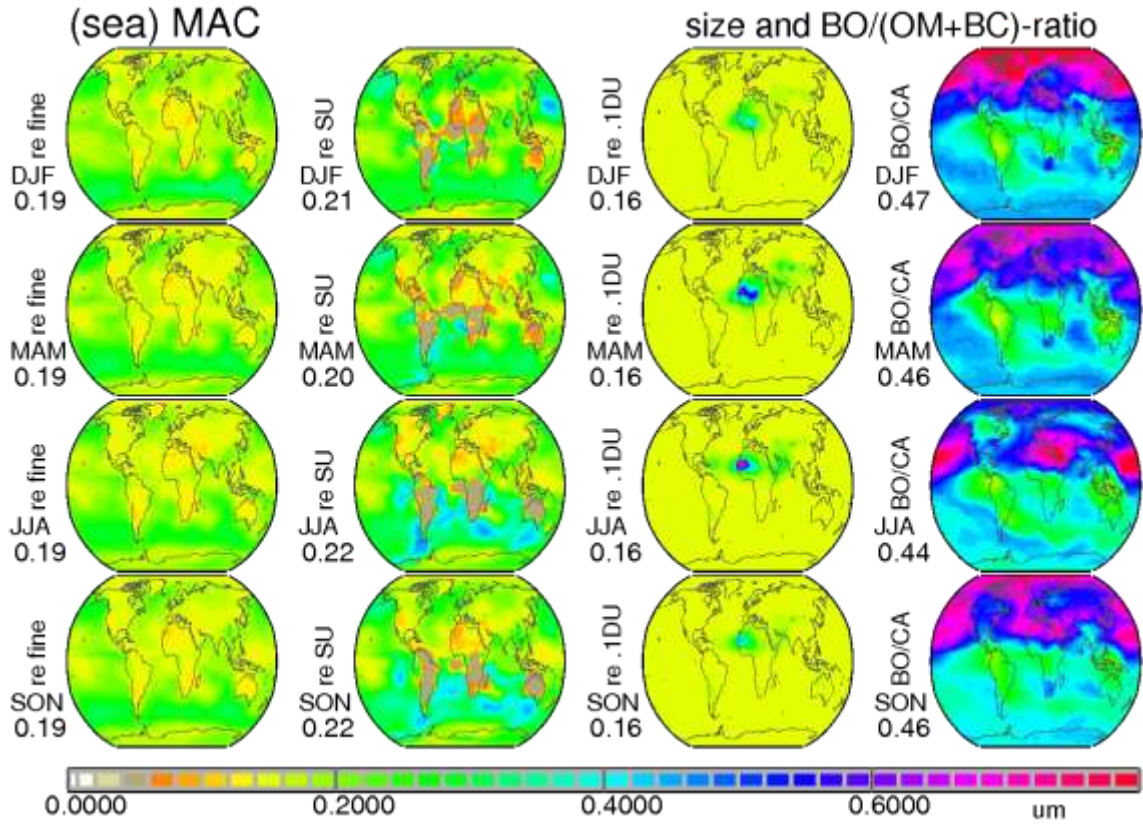 (sea) MAC
size and BO/(OM+BC)-ratio
re fine
DJF
0.19
re SU
DJF
0.21
re .1DU
DJF
0.16
BO/CA
DJF
0.47
re fine
MAM
0.19
re SU
MAM
0.20
re .1DU
MAM
0.16
BO/CA
MAM
0.46
re fine
JJA
0.19
re SU
JJA
0.22
re .1DU
JJA
0.16
BO/CA
JJA
0.44
re fine
SON
0.19
re SU
SON
0.22
re .1DU
SON
0.16
BO/CA
SON
0.46
0.0000 0.2000 0.4000 0.6000 um